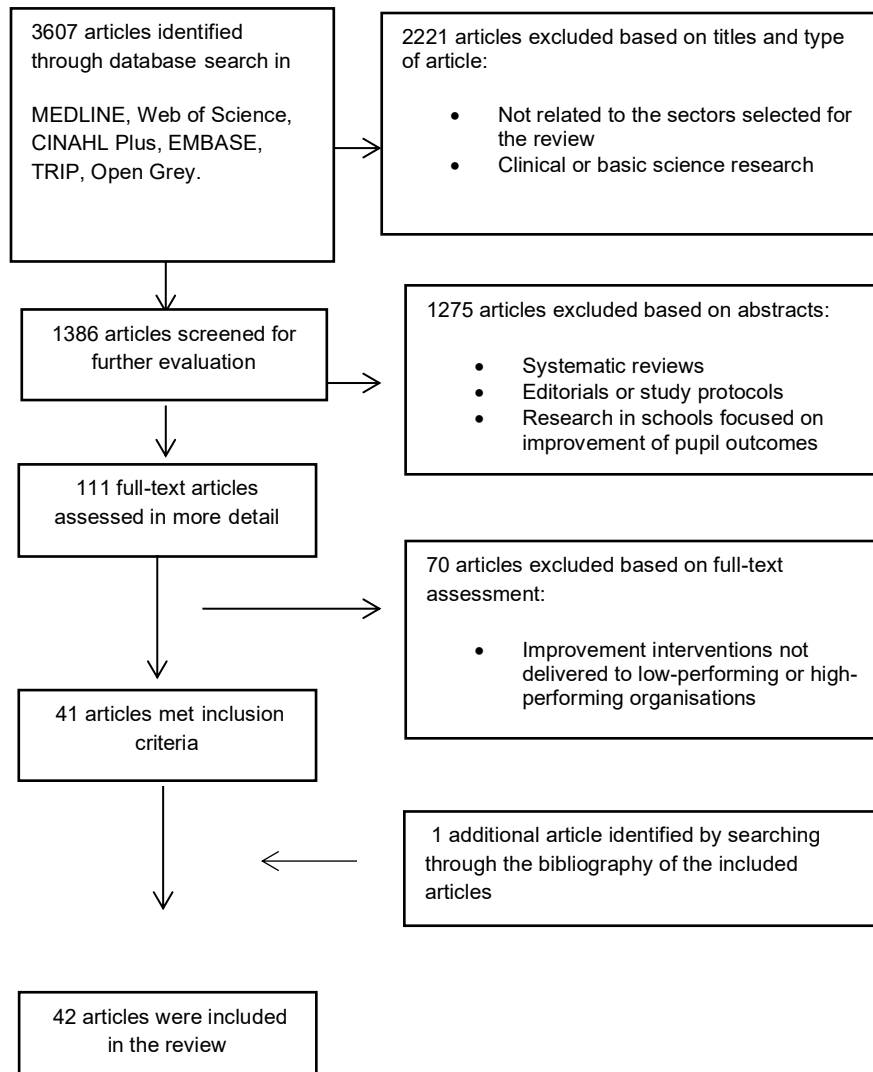 3607 articles identified
through database search in
MEDLINE, Web of Science,
CINAHL Plus, EMBASE,
TRIP, Open Grey.
2221 articles excluded based on titles and type
of article:
• Not related to the sectors selected for
the review
• Clinical or basic science research
1386 articles screened for
further evaluation
1275 articles excluded based on abstracts:
• Systematic reviews
• Editorials or study protocols
• Research in schools focused on
improvement of pupil outcomes
111 full-text articles
assessed in more detail
70 articles excluded based on full-text
assessment:
• Improvement interventions not
delivered to low-performing or high-
performing organisations
41 articles met inclusion
criteria
1 additional article identified by searching
through the bibliography of the included
articles
42 articles were included
in the review